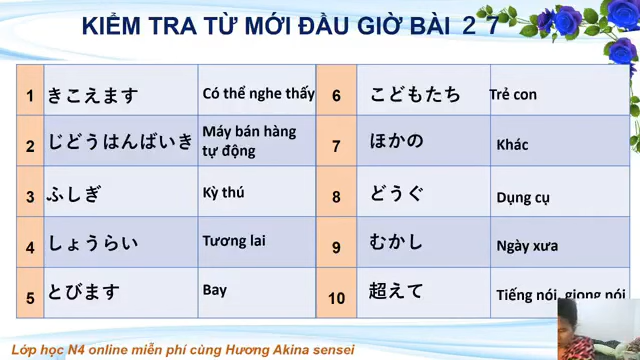 KIỂM TRA TỪ MỚI ĐẦU GIỜ BÀI 2 7
1 きこえます Có thể nghe thấy 6 こどもたち Trẻ con
2 じどうはんばいき Máy bán hàng tự động 7 ほかの Khác
3 ふしぎ Kỳ thú 8 どうぐ Dụng cụ
4 しょうらい Tương lai 9 むかし Ngày xưa
5 とびます Bay 10 超えて Tiếng nói, giọng nói
Lớp học N4 online miễn phí cùng Hương Akina sensei